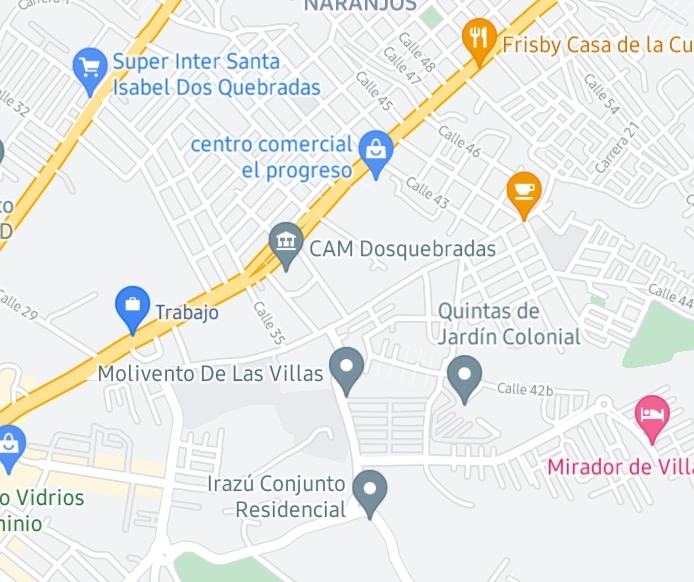 NARANJOS
Carrera 1
Calle 48
Frisby Casa de la Cu
Super Inter Santa
Isabel Dos Quebradas
Calle 47
Calle 45
Calle 54
alle 32
centro comercial
el progreso
Calle 46
Carrera 21
Calle 43
to
D
CAM Dosquebradas
Calle 29
Trabajo
Calle 35
Calle 44
Quintas de
Jardín Colonial
Molivento De Las Villas
Calle 42b
Mirador de Villa
Irazú Conjunto
Residencial
o Vidrios
minio